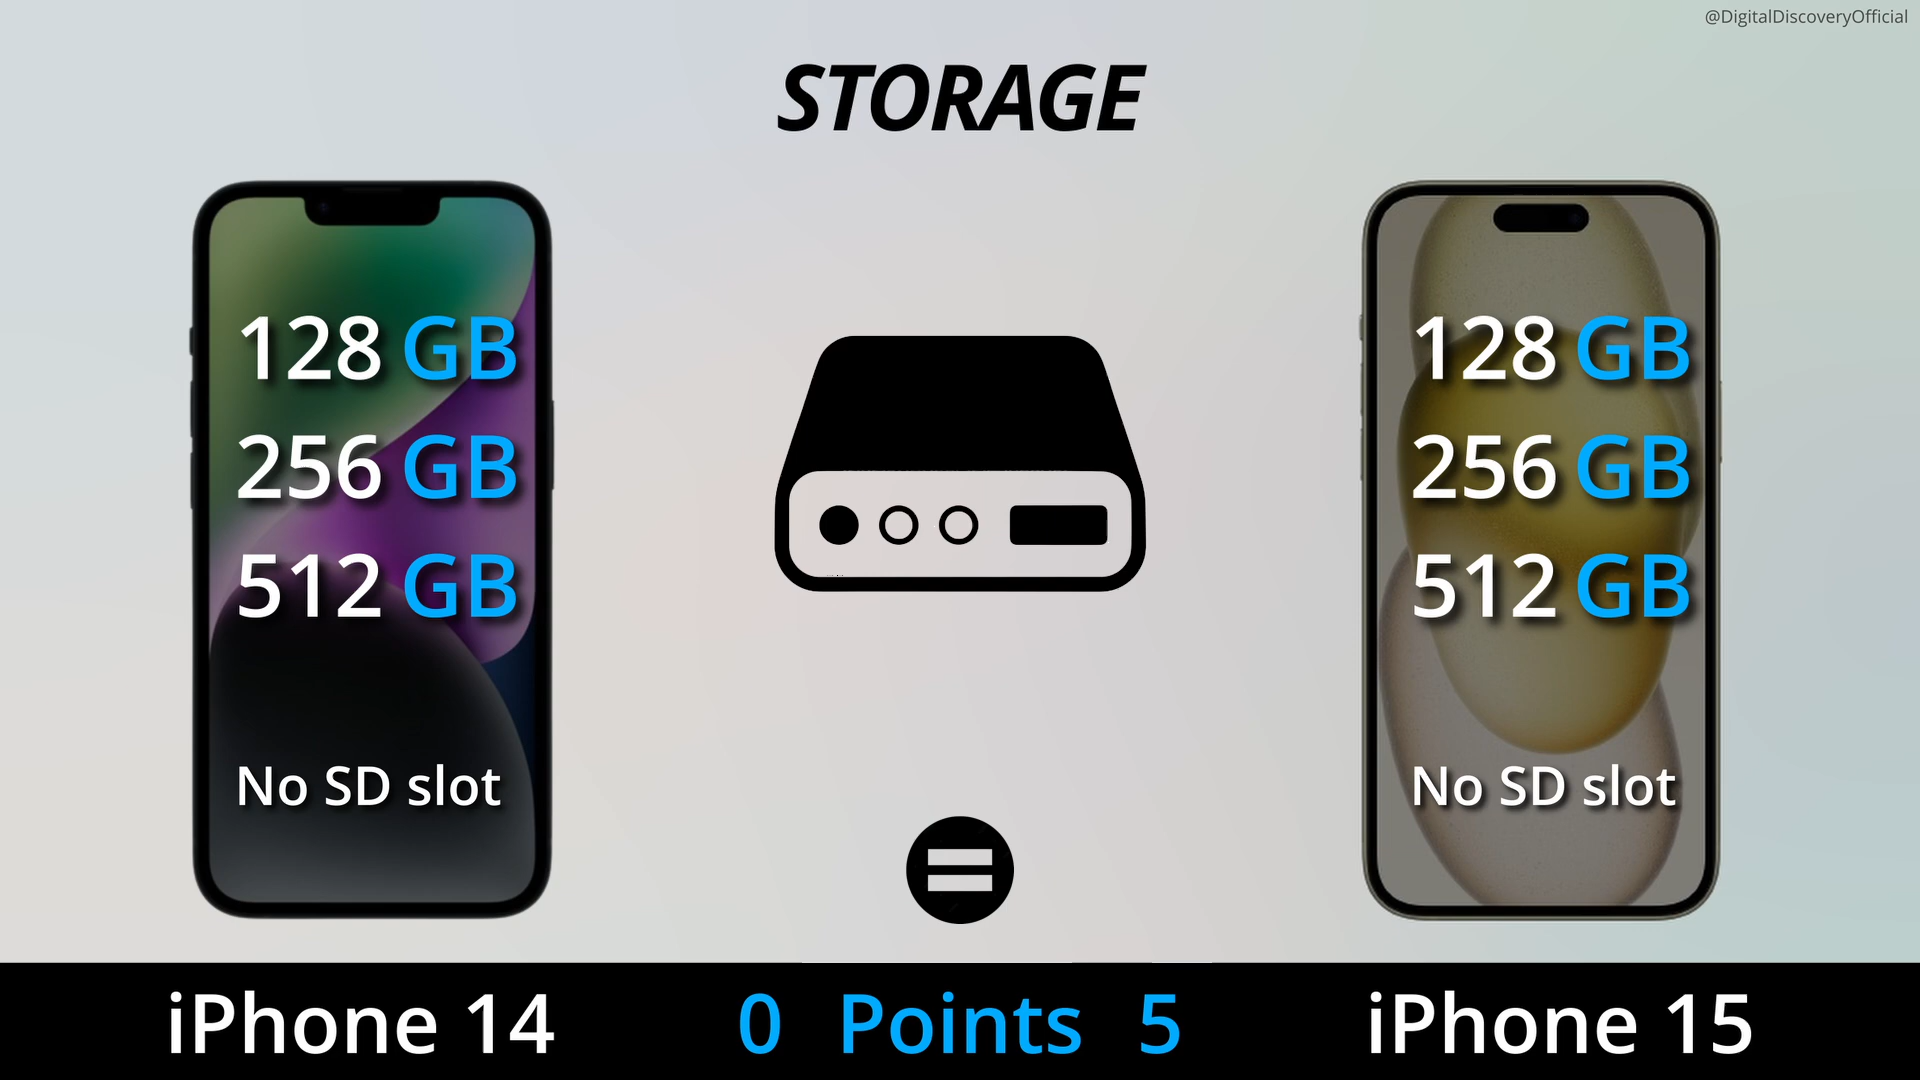 @DigitalDiscoveryOfficial
STORAGE
128 GB
256 GB
512 GB
No SD slot
128 GB
256 GB
512 GB
No SD slot
iPhone 14
0 Points 5
iPhone 15